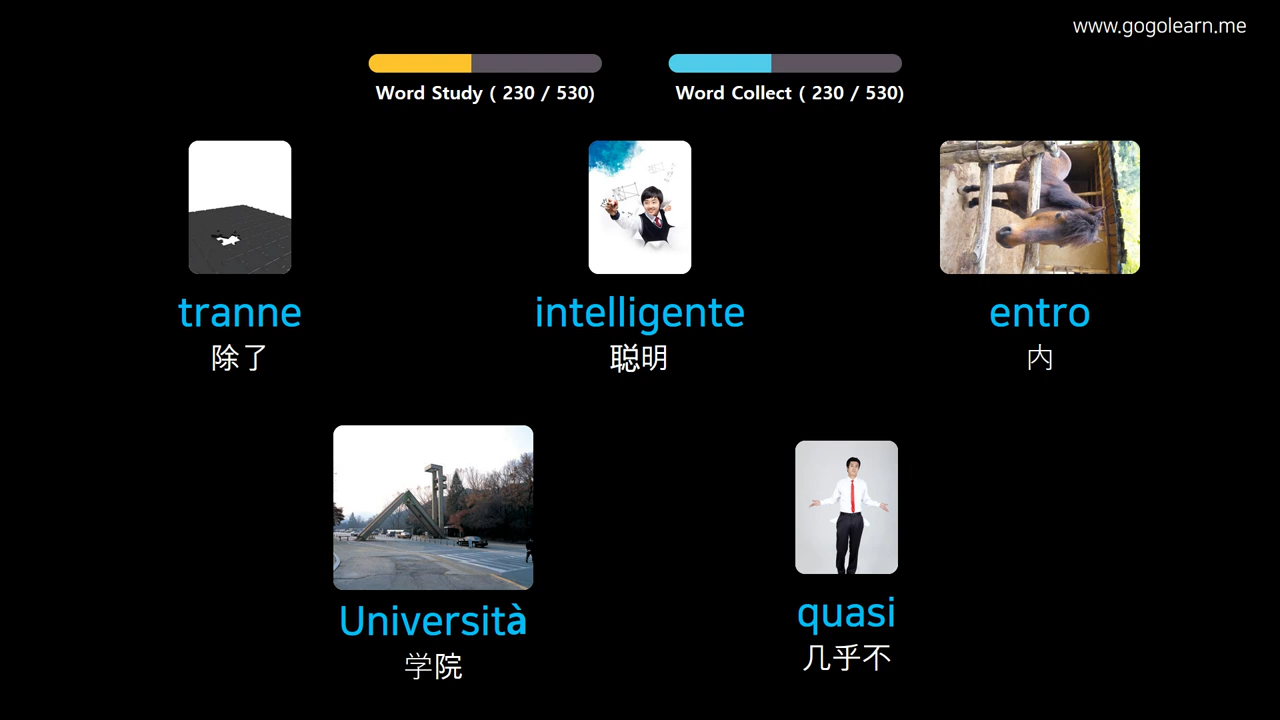 www.gogolearn.me
Word Study ( 230 / 530)
Word Collect ( 230 / 530)
tranne
除了
intelligente
聪明
entro
内
Università
学院
quasi
几乎不